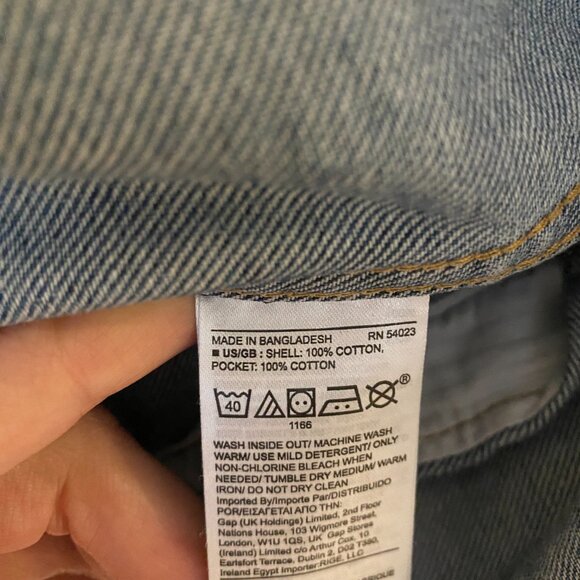 MADE IN BANGLADESH RN 54023
■ US/GB : SHELL: 100% COTTON,
POCKET: 100% COTTON
40 ®
1166
WASH INSIDE OUT/ MACHINE WASH
WARM/ USE MILD DETERGENT/ ONLY
NON-CHLORINE BLEACH WHEN
NEEDED/ TUMBLE DRY MEDIUM/ WARM
IRON/ DO NOT DRY CLEAN
Imported By/Importe Par/DISTRIBUIDO
POR/EIΣAΓETAI AΠO
Gap (UK Holdings) Limited, 2nd Floor
Nations House, 103 Wigmore Street,
London, W1U 1QS, UK Gap Stores
(Ireland) Limited c/o Arthur Cox, 10
Earlsfort Terrace, Dublin 2, D02 T380,
Ireland Egypt Importer:RIGE, LLC